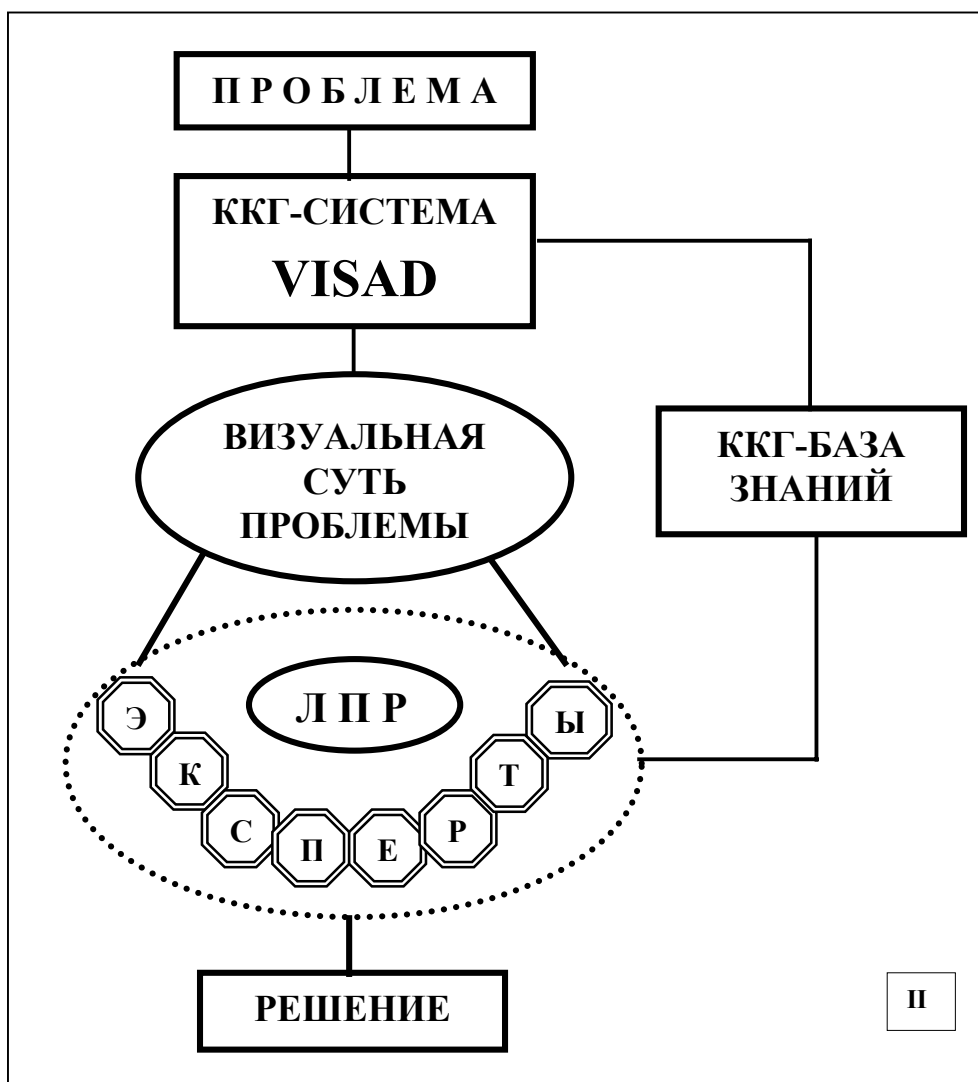 П Р О Б Л Е М А
ККГ-СИСТЕМА
VISAD
ВИЗУАЛЬНАЯ
СУТЬ
ПРОБЛЕМЫ
ККГ-БАЗА
ЗНАНИЙ
Л П Р
Э К С П Е Р Т Ы
РЕШЕНИЕ
II